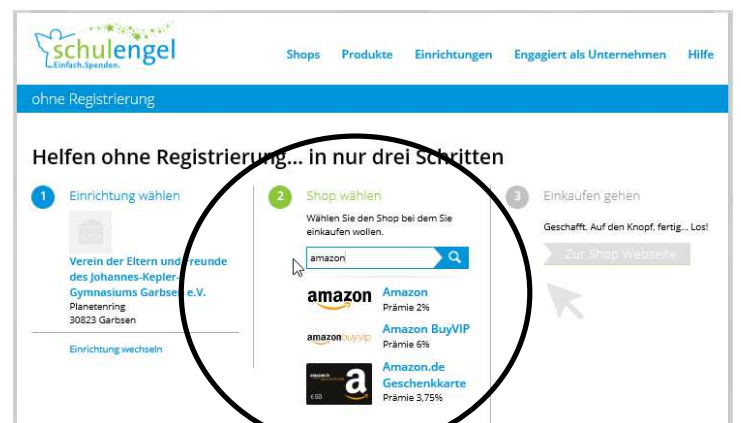 schulengel
Einfach.Spenden.
Shops Produkte Einrichtungen Engagiert als Unternehmen Hilfe
ohne Registrierung
Helfen ohne Registrierung... in nur drei Schritten
1 Einrichtung wählen
Verein der Eltern und Freunde
des Johannes-Kepler-
Gymnasiums Garbsen e.V.
Planetenring
30823 Garbsen
Einrichtung wechseln
2 Shop wählen
Wählen Sie den Shop bei dem Sie
einkaufen wollen.
amazon
amazon Amazon
Prämie 2%
amazonbuyvip Amazon BuyVIP
Prämie 6%
€50 a Amazon.de
Geschenkkarte
Prämie 3,75%
3 Einkaufen gehen
Geschafft. Auf den Knopf, fertig... Los!
Zur Shop Webseite